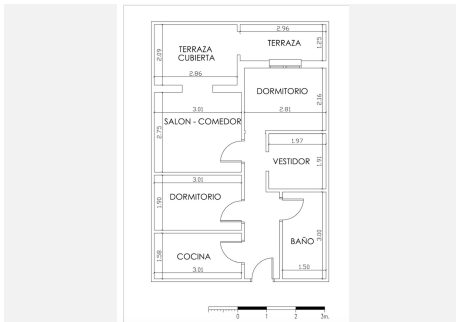 2.96
TERRAZA
1.25
TERRAZA
CUBIERTA
2.09
2.86
DORMITORIO
2.16
2.81
3.01
SALON - COMEDOR
2.75
1.97
VESTIDOR
1.91
3.01
DORMITORIO
1.90
BAÑO
3.00
1.50
COCINA
1.58
3.01
0 1 2 3m.